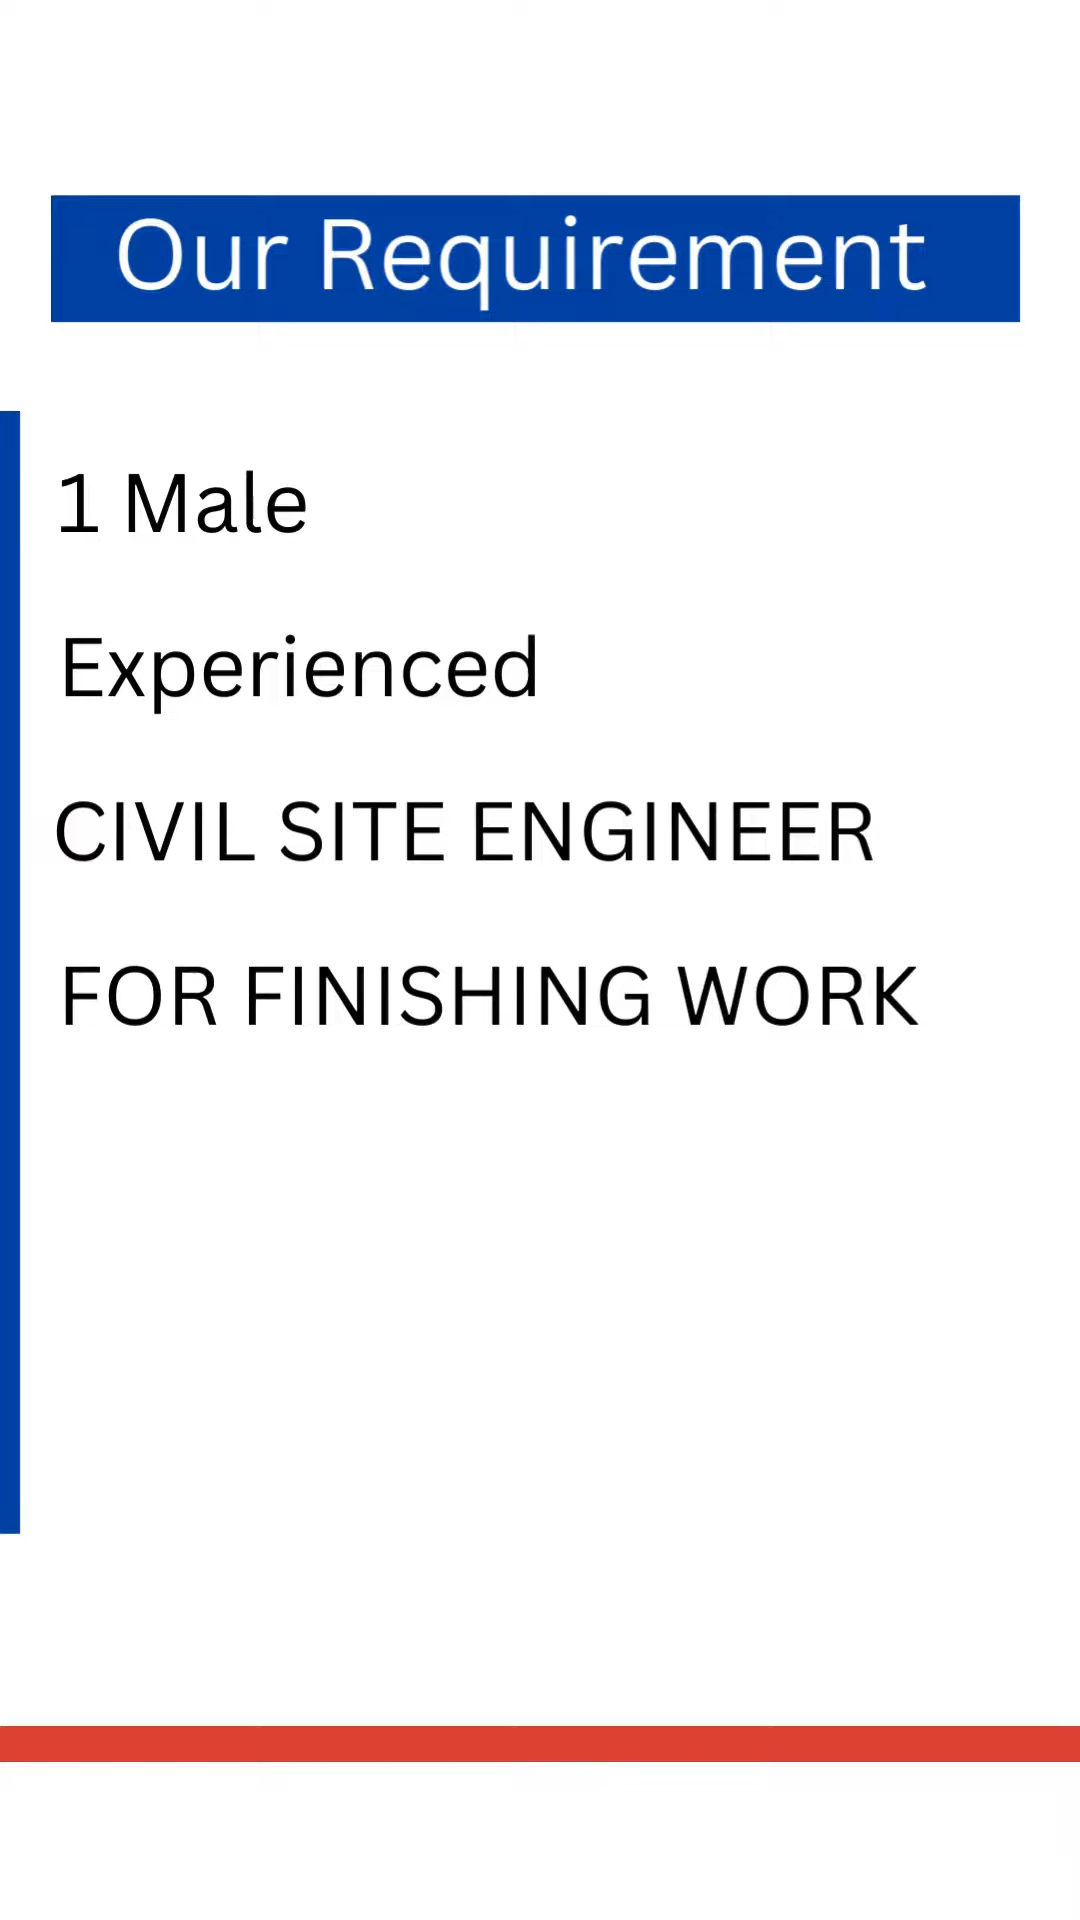 Our Requirement
1 Male
Experienced
CIVIL SITE ENGINEER
FOR FINISHING WORK